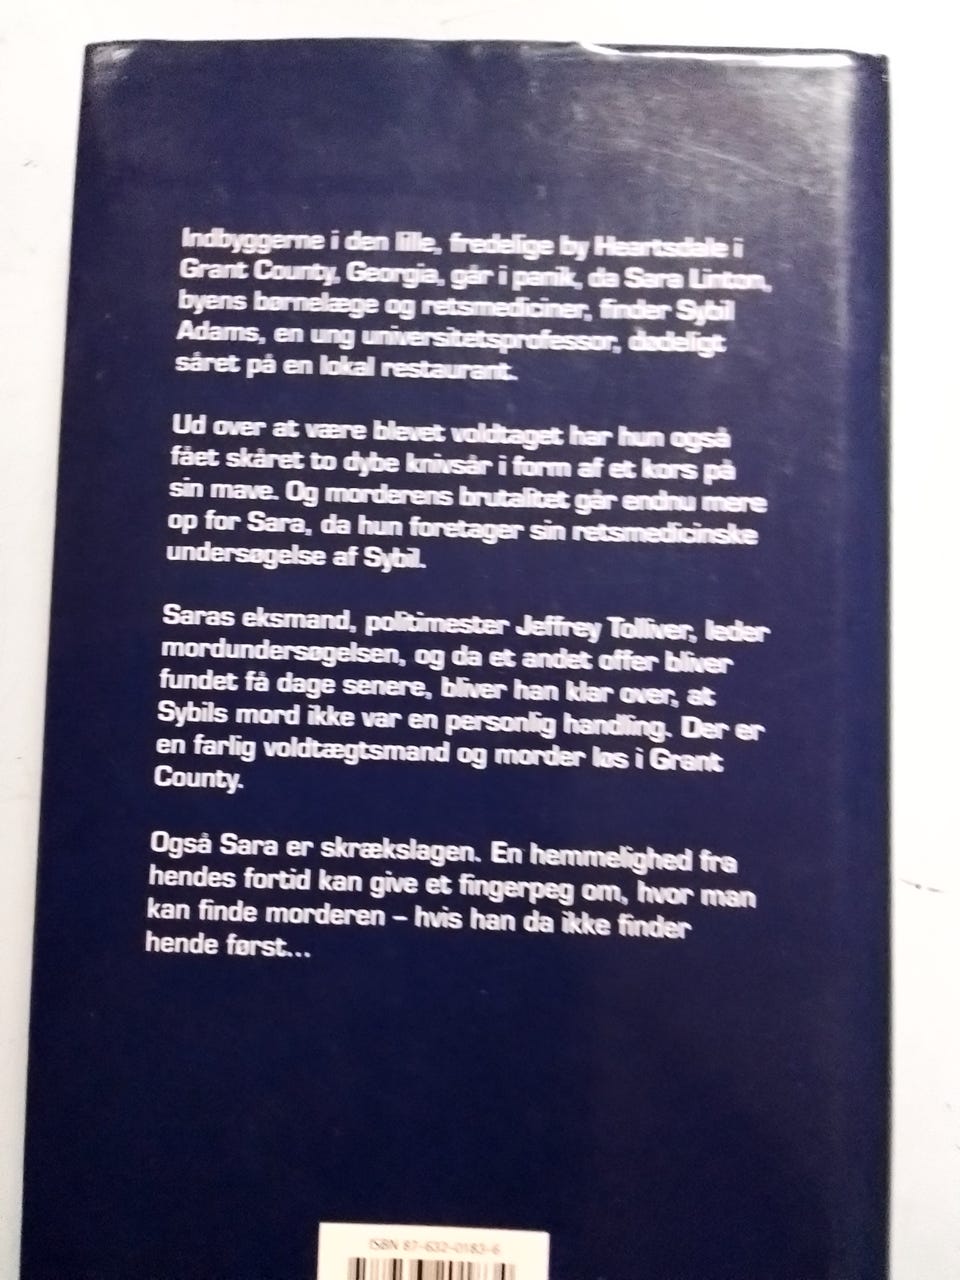 Indbyggerne i den lille, fredelige by Heartsdale i
Grant County, Georgia, går i panik, da Sara Linton,
byens børnelæge og retsmediciner, finder Sybil
Adams, en ung universitetsprofessor, dødeligt
såret på en lokal restaurant.
Ud over at være blevet voldtaget har hun også
fået skåret to dybe knivsår i form af et kors på
sin mave. Og morderens brutalitet går endnu mere
op for Sara, da hun foretager sin retsmedicinske
undersøgelse af Sybil.
Saras eksmand, politimester Jeffrey Tolliver, leder
mordundersøgelsen, og da et andet offer bliver
fundet få dage senere, bliver han klar over, at
Sybils mord ikke var en personlig handling. Der er
en farlig voldtægtsmand og morder løs i Grant
County.
Også Sara er skrækslagen. En hemmelighed fra
hendes fortid kan give et fingerpeg om, hvor man
kan finde morderen – hvis han da ikke finder
hende først...
ISBN 87-632-0183-6